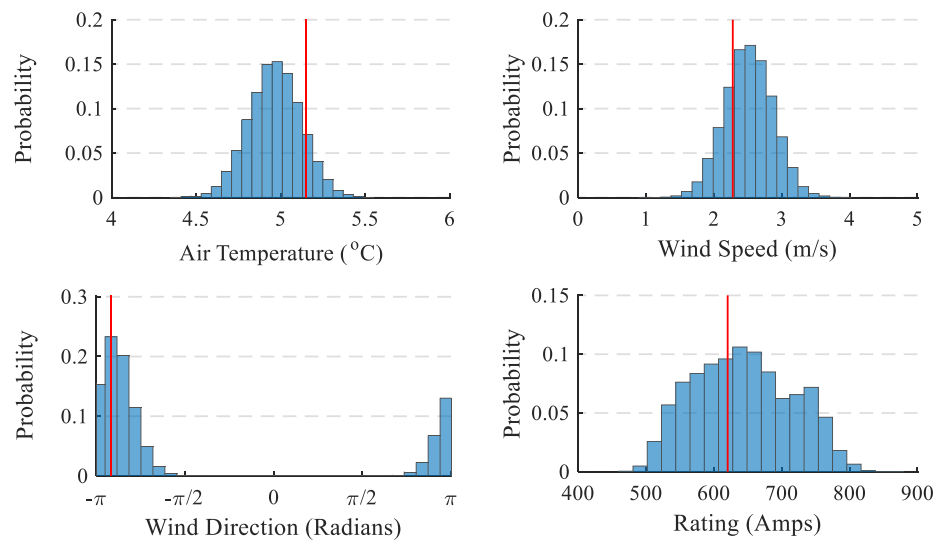 0.2
0.15
0.1
0.05
0
Probability
4 4.5 5 5.5 6
Air Temperature (°C)
0.2
0.15
0.1
0.05
0
Probability
0 1 2 3 4 5
Wind Speed (m/s)
0.3
0.2
0.1
0
Probability
-π -π/2 0 π/2 π
Wind Direction (Radians)
0.15
0.1
0.05
0
Probability
400 500 600 700 800 900
Rating (Amps)